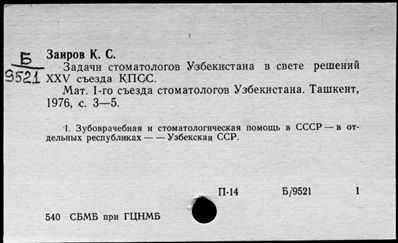 Б
9521
Заиров К. С.
Задачи стоматологов Узбекистана в свете решений
XXV съезда КПСС.
Мат. 1-го съезда стоматологов Узбекистана. Ташкент,
1976, с. 3—5.
1. Зубоврачебная и стоматологическая помощь в СССР — в от-
дельных республиках — — Узбекская ССР.
П-14 Б/9521 1
540 СБМБ при ГЦНМБ